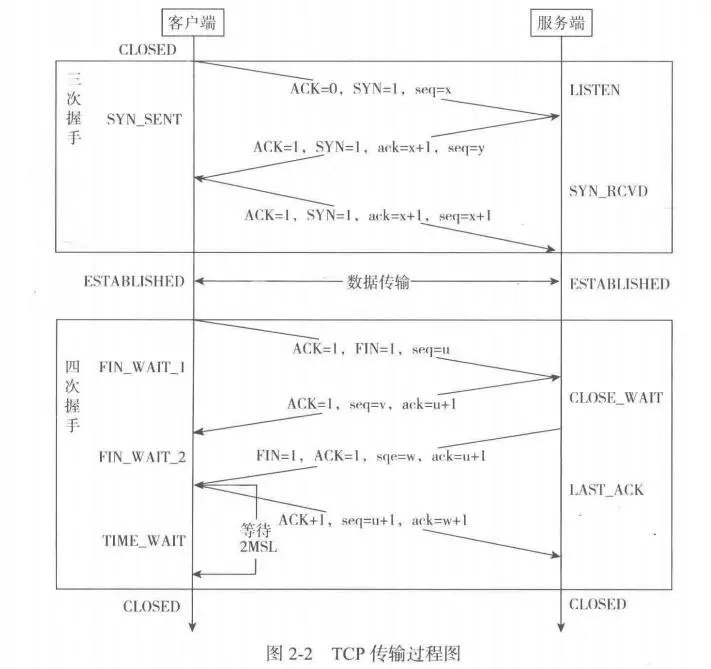 客户端
服务端
CLOSED
三次握手
ACK=0, SYN=1, seq=x
LISTEN
SYN_SENT
ACK=1, SYN=1, ack=x+1, seq=y
SYN_RCVD
ACK=1, SYN=1, ack=x+1, seq=x+1
ESTABLISHED
数据传输
ESTABLISHED
四次握手
ACK=1, FIN=1, seq=u
FIN_WAIT_1
CLOSE_WAIT
ACK=1, seq=v, ack=u+1
FIN_WAIT_2
FIN=1, ACK=1, sqe=w, ack=u+1
LAST_ACK
ACK+1, seq=u+1, ack=w+1
等待
2MSL
TIME_WAIT
CLOSED
CLOSED
图 2-2 TCP 传输过程图